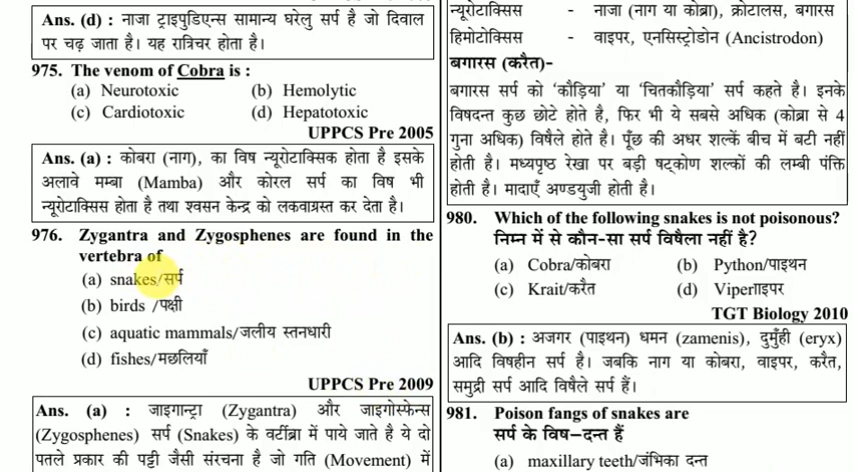 Ans. (d) : नाजा ट्राइपुडिएन्स सामान्य घरेलु सर्प है जो दिवाल
पर चढ़ जाता है। यह रात्रिचर होता है।
975. The venom of Cobra is :
(a) Neurotoxic (b) Hemolytic
(c) Cardiotoxic (d) Hepatotoxic
UPPCS Pre 2005
Ans. (a) : कोबरा (नाग), का विष न्यूरोटाक्सिक होता है इसके
अलावे मम्बा (Mamba) और कोरल सर्प का विष भी
न्यूरोटाक्सिस होता है तथा श्वसन केन्द्र को लकवाग्रस्त कर देता है।
976. Zygantra and Zygosphenes are found in the
vertebra of
(a) snakes/सर्प
(b) birds /पक्षी
(c) aquatic mammals/जलीय स्तनधारी
(d) fishes/मछलियाँ
UPPCS Pre 2009
Ans. (a) : जाइगान्ट्रा (Zygantra) और जाइगोस्फेन्स
(Zygosphenes) सर्प (Snakes) के वर्टीब्रा में पाये जाते है ये दो
पतले प्रकार की पट्टी जैसी संरचना है जो गति (Movement) में
न्यूरोटाक्सिस - नाजा (नाग या कोब्रा), क्रोटालस, बगारस
हिमोटोक्सिस - वाइपर, एनसिस्ट्रोडोन (Ancistrodon)
बगारस (करैत)-
बगारस सर्प को 'कौड़िया' या 'चितकौड़िया' सर्प कहते है। इनके
विषदन्त कुछ छोटे होते है, फिर भी ये सबसे अधिक (कोब्रा से 4
गुना अधिक) विषैले होते है। पूँछ की अधर शल्कें बीच में बटी नहीं
होती है। मध्यपृष्ठ रेखा पर बड़ी षट्कोण शल्कों की लम्बी पंक्ति
होती है। मादाएँ अण्डयुजी होती है।
980. Which of the following snakes is not poisonous?
निम्न में से कौन-सा सर्प विषैला नहीं है?
(a) Cobra/कोबरा (b) Python/पाइथन
(c) Krait/करैत (d) Viperााइपर
TGT Biology 2010
Ans. (b) : अजगर (पाइथन) धमन (zamenis), दुमुँही (eryx)
आदि विषहीन सर्प है। जबकि नाग या कोबरा, वाइपर, करैत,
समुद्री सर्प आदि विषैले सर्प हैं।
981. Poison fangs of snakes are
सर्प के विष–दन्त हैं
(a) maxillary teeth/जंभिका दन्त